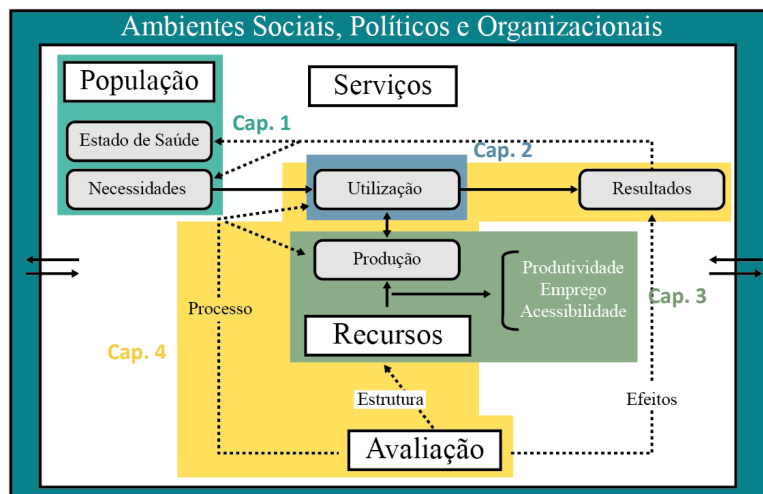 Ambientes Sociais, Políticos e Organizacionais
População
Serviços
Cap. 1
Estado de Saúde
Cap. 2
Necessidades
Utilização
Resultados
Produção
Produtividade
Emprego
Acessibilidade
Cap. 3
Processo
Recursos
Cap. 4
Estrutura
Efeitos
Avaliação